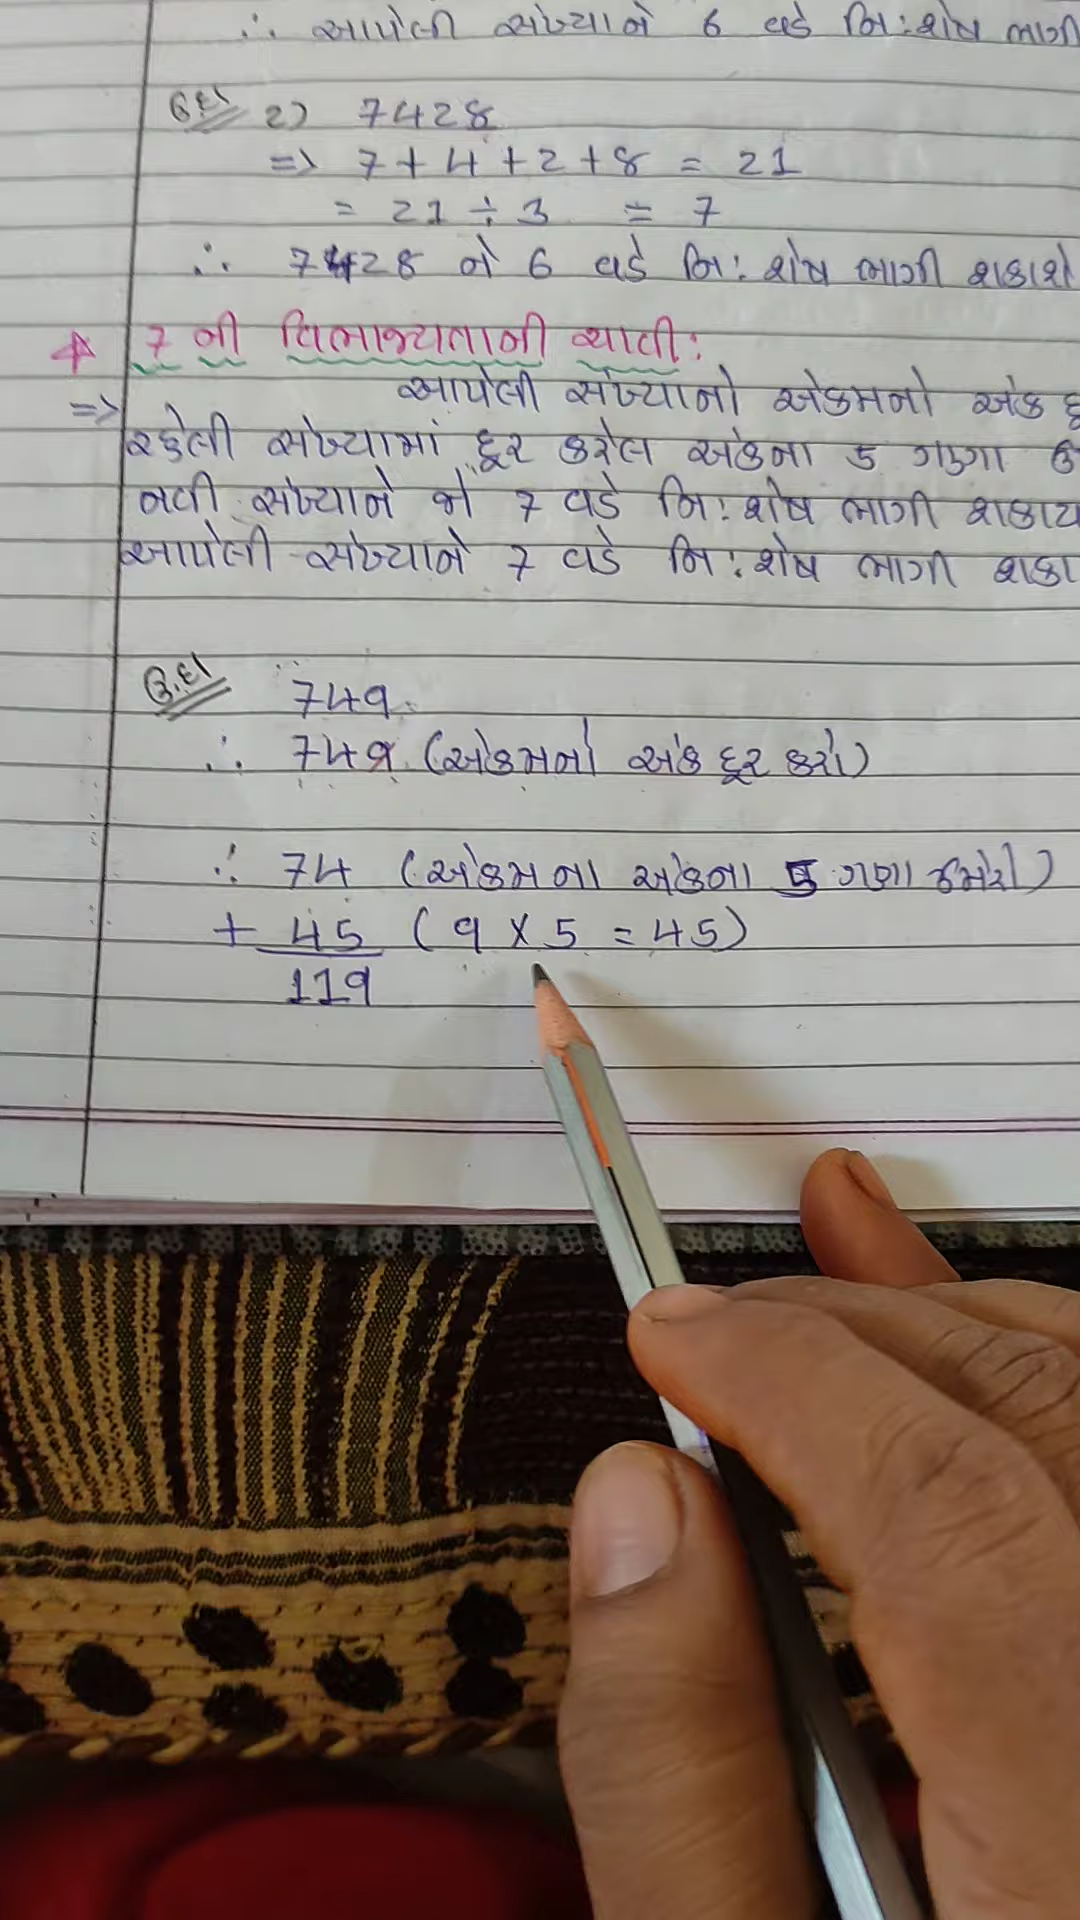 ∴ આપેલી સંખ્યાને 6 વડે નિ:શેષ ભાગી
ઉ.દા 2) 7428
=> 7 + 4 + 2 + 8 = 21
= 21 ÷ 3 = 7
∴ 7428 ને 6 વડે નિ:શેષ ભાગી શકાશે
7 ની વિભાજ્યતાની ચાવી:
=> આપેલી સંખ્યાનો એકમનો અંક દૂ
રહેલી સંખ્યામાં દૂર કરેલ અંકના 5 ગણા ઉ
નવી સંખ્યાને જો 7 વડે નિ:શેષ ભાગી શકાય
આપેલી સંખ્યાને 7 વડે નિ:શેષ ભાગી શકા
ઉ.દા 749
∴ 749 (એકમનો અંક દૂર કરો)
∴ 74 (એકમના અંકના 5 ગણા ઉમેરો)
+ 45 (9 X 5 = 45)
119